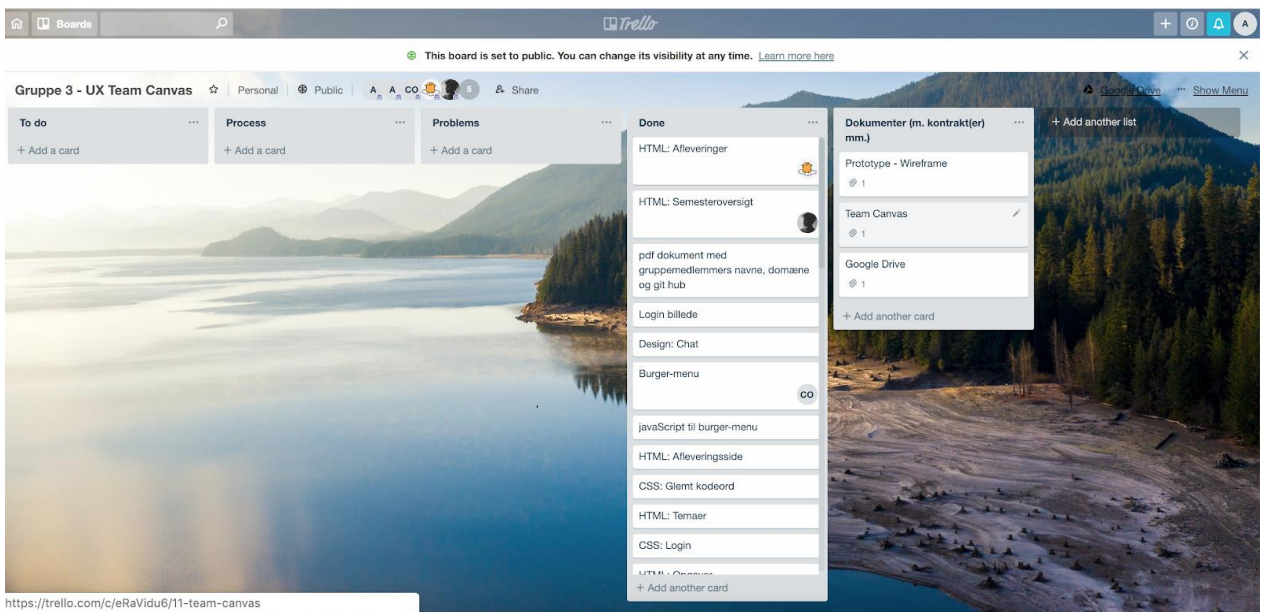 Boards
Trello
A
This board is set to public. You can change its visibility at any time. Learn more here
Gruppe 3 - UX Team Canvas
Personal
Public
A A CO 5
Share
Google Drive
Show Menu
To do
+ Add a card
Process
+ Add a card
Problems
+ Add a card
Done
HTML: Afleveringer
HTML: Semesteroversigt
pdf dokument med
gruppemedlemmers navne, domæne
og git hub
Login billede
Design: Chat
Burger-menu
CO
javaScript til burger-menu
HTML: Afleveringsside
CSS: Glemt kodeord
HTML: Temaer
CSS: Login
HTML: Opgaver
+ Add another card
Dokumenter (m. kontrakt(er)
mm.)
Prototype - Wireframe
1
Team Canvas
1
Google Drive
1
+ Add another card
+ Add another list
https://trello.com/c/eRaVidu6/11-team-canvas